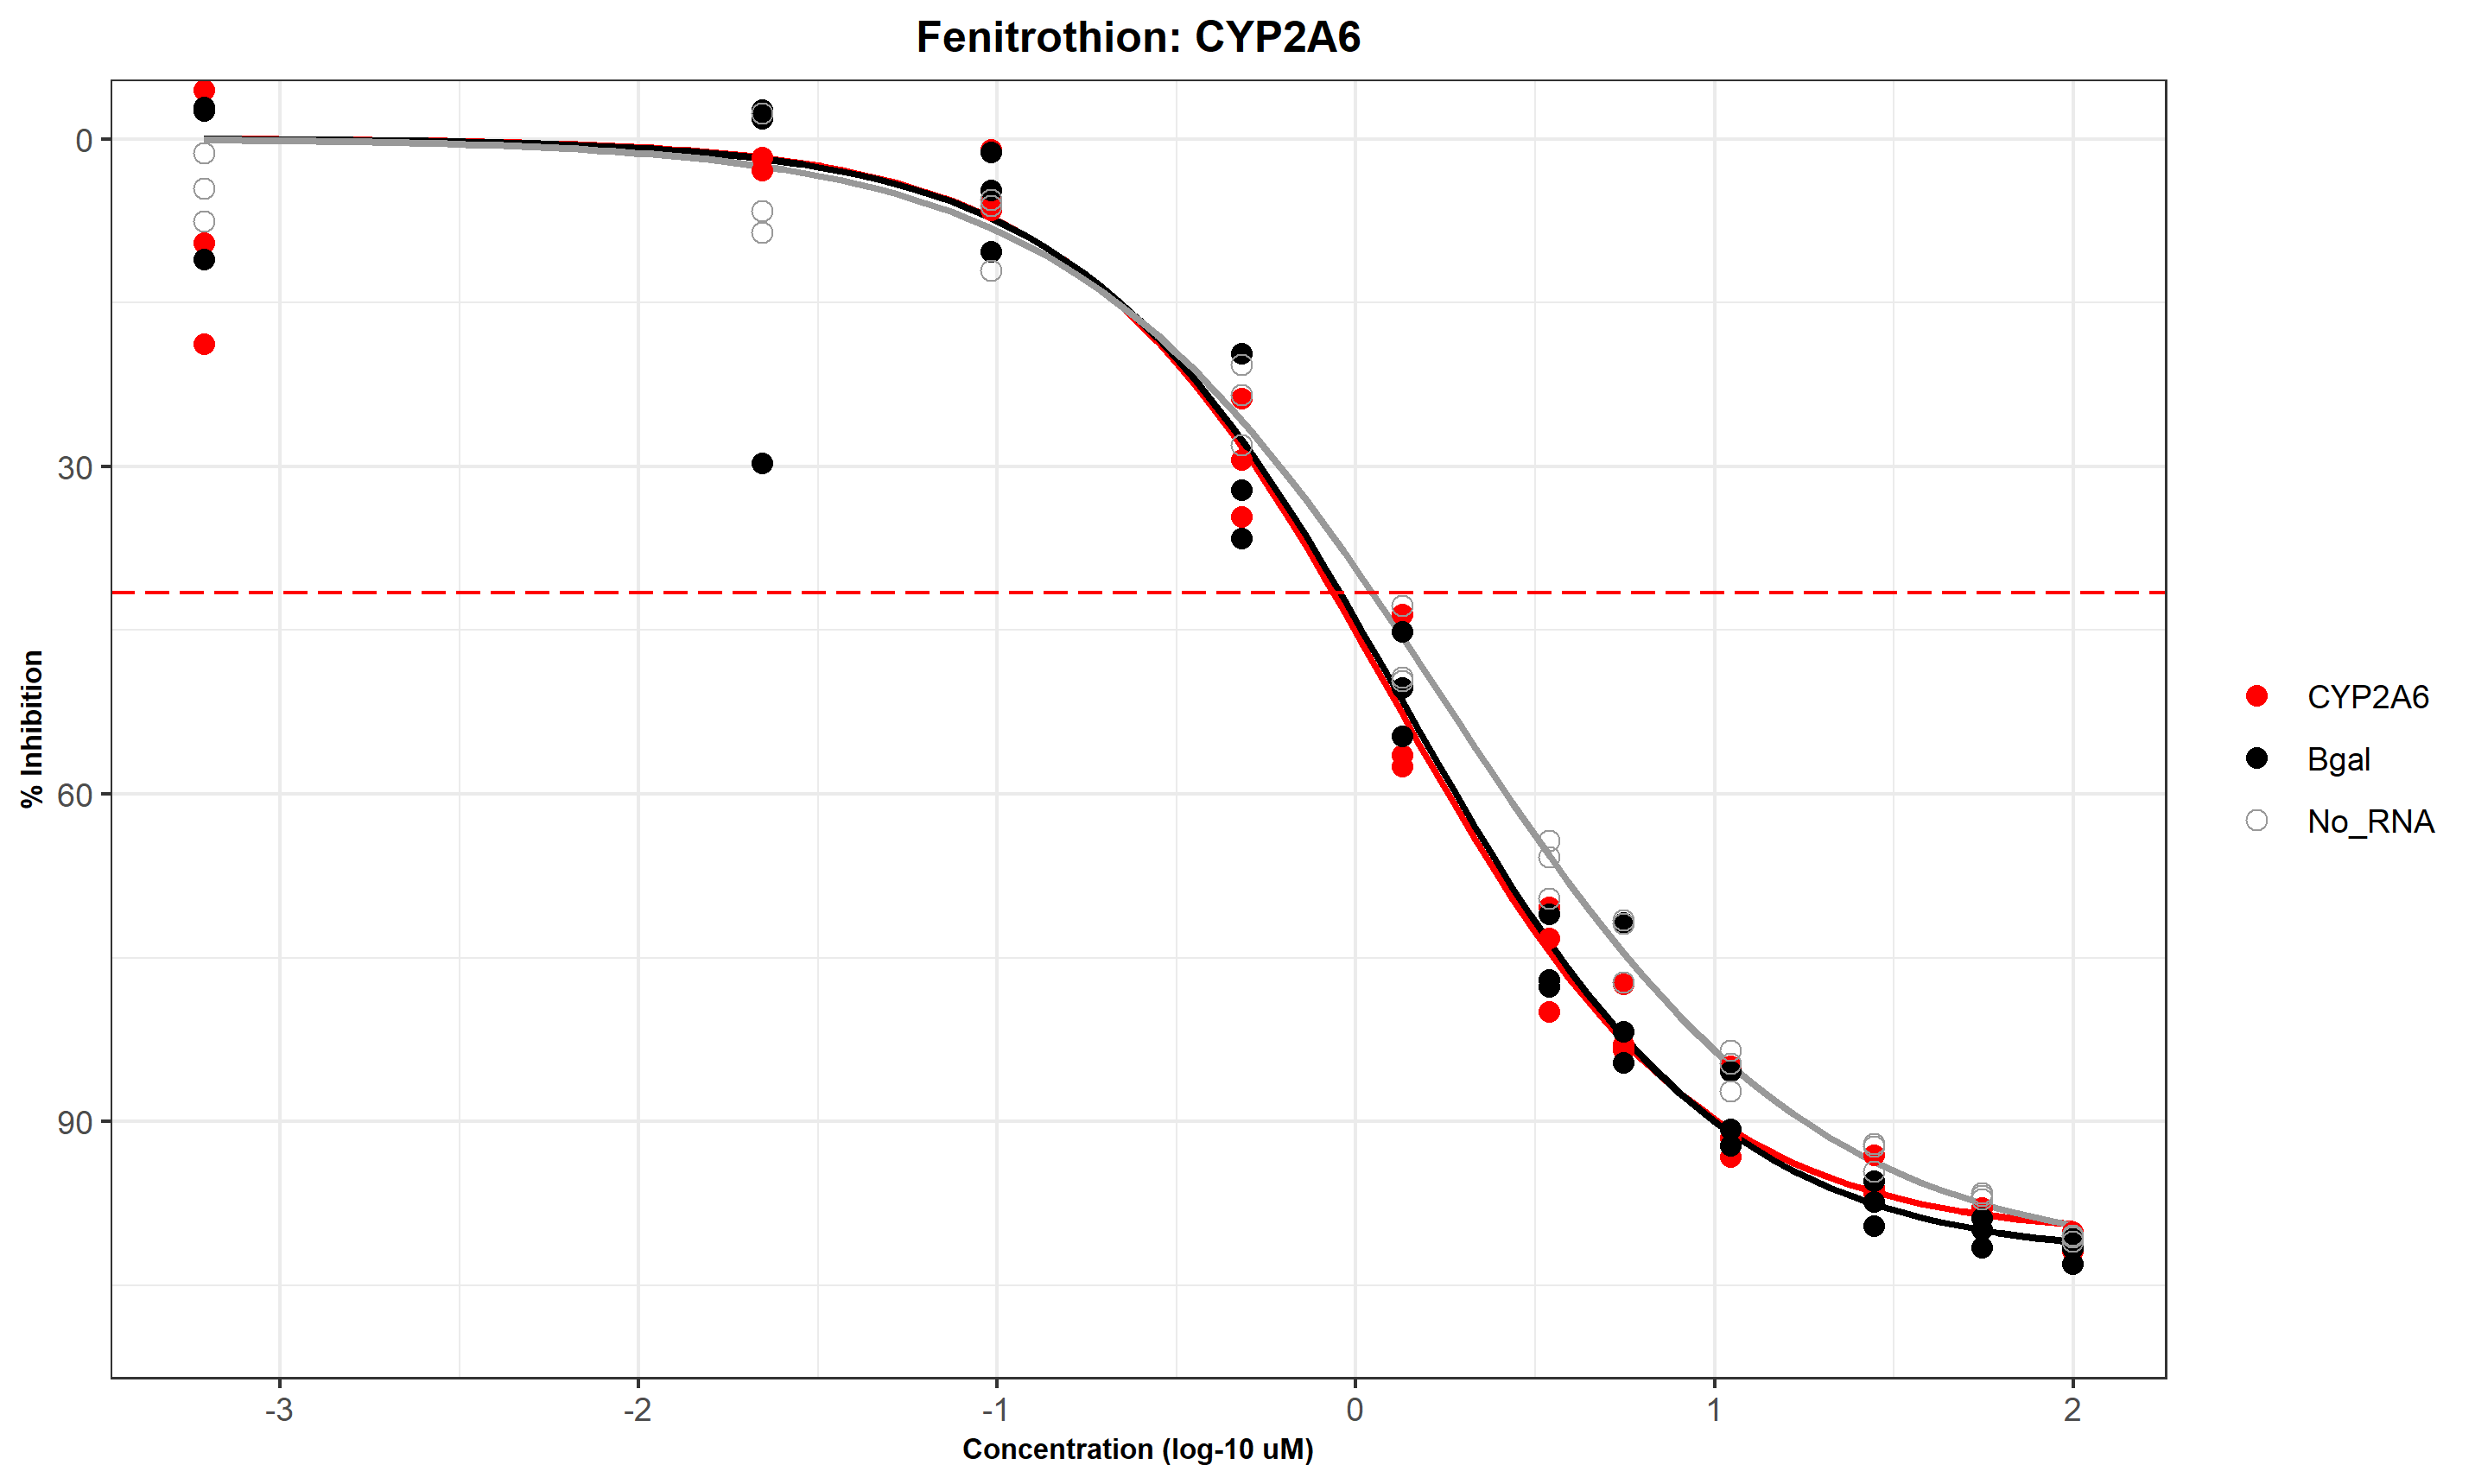 Fenitrothion: CYP2A6
% Inhibition
0
30
60
90
-3
-2
-1
0
1
2
Concentration (log-10 uM)
CYP2A6
Bgal
No_RNA